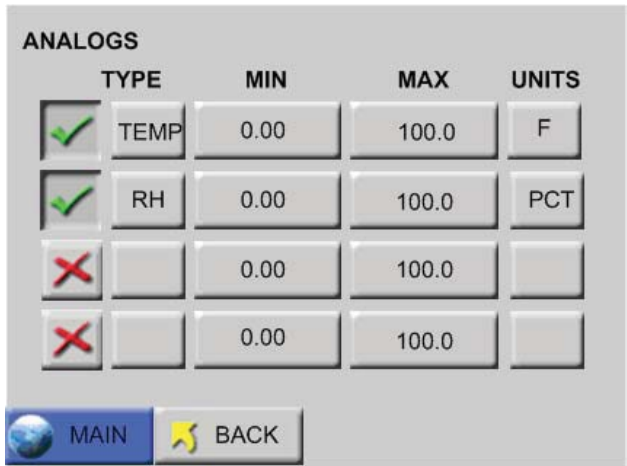 ANALOGS
TYPE MIN MAX UNITS
TEMP 0.00 100.0 F
RH 0.00 100.0 PCT
0.00 100.0
0.00 100.0
MAIN BACK